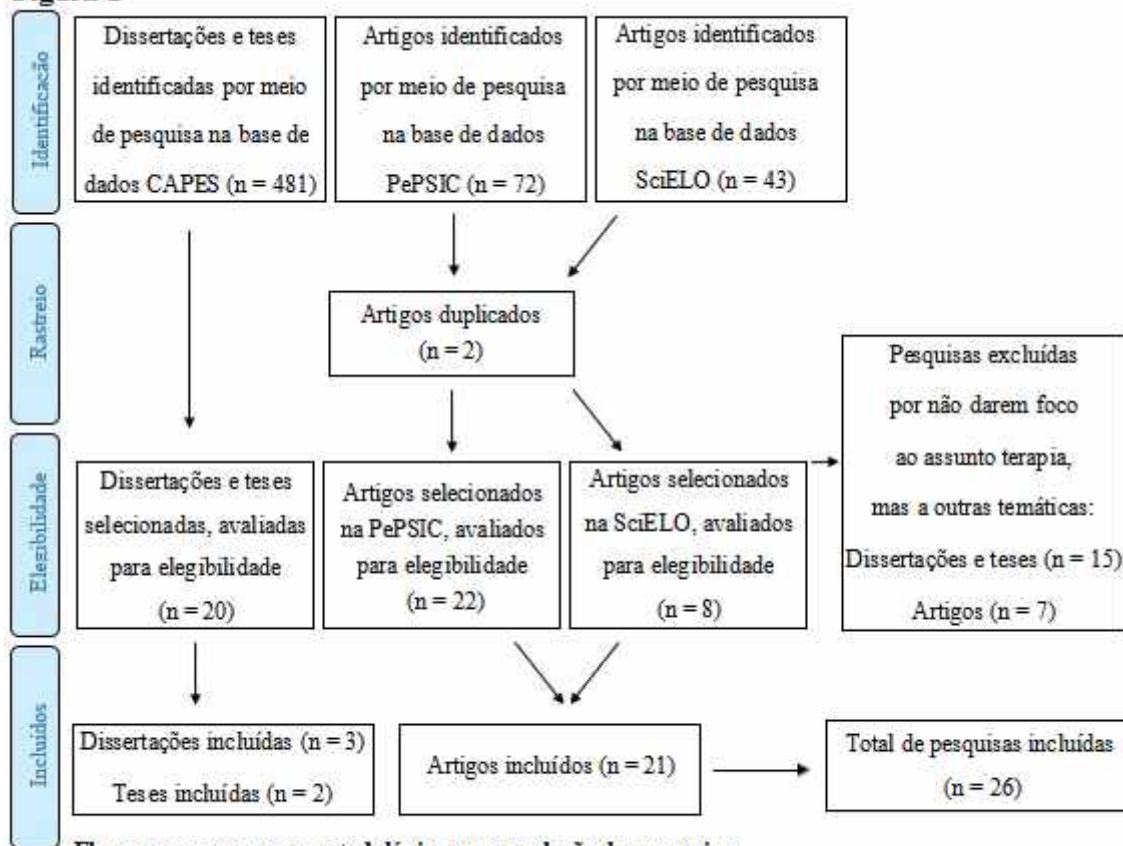 Identificação
Dissertações e teses
identificadas por meio
de pesquisa na base de
dados CAPES (n = 481)
Artigos identificados
por meio de pesquisa
na base de dados
PePSIC (n = 72)
Artigos identificados
por meio de pesquisa
na base de dados
SciELO (n = 43)
Rastreio
Artigos duplicados
(n = 2)
Elegibilidade
Dissertações e teses
selecionadas, avaliadas
para elegibilidade
(n = 20)
Artigos selecionados
na PePSIC, avaliados
para elegibilidade
(n = 22)
Artigos selecionados
na SciELO, avaliados
para elegibilidade
(n = 8)
Pesquisas excluídas
por não darem foco
ao assunto terapia,
mas a outras temáticas:
Dissertações e teses (n = 15)
Artigos (n = 7)
Incluídos
Dissertações incluídas (n = 3)
Teses incluídas (n = 2)
Artigos incluídos (n = 21)
Total de pesquisas incluídas
(n = 26)